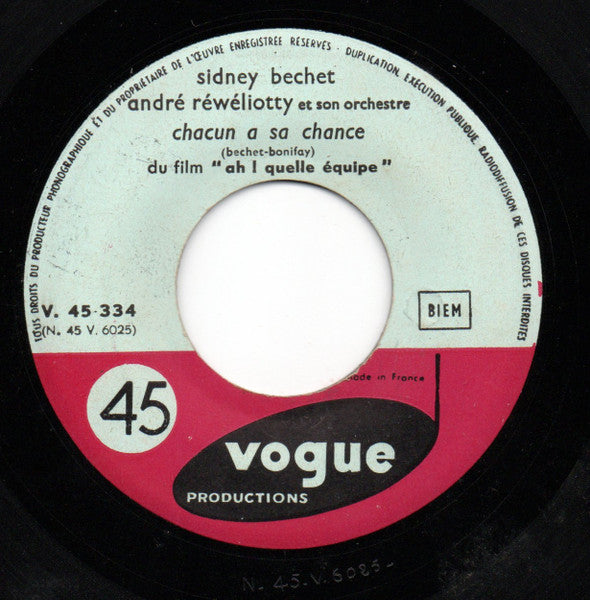 TOUS DROITS DU PRODUCTEUR PHONOGRAPHIQUE ET DU PROPRIÉTAIRE DE L'ŒUVRE ENREGISTRÉE RÉSERVÉS · DUPLICATION, EXÉCUTION PUBLIQUE, RADIODIFFUSION DE CES DISQUES INTERDITES
sidney bechet
andré réwéliotty et son orchestre
chacun a sa chance
(bechet-bonifay)
du film "ah ! quelle équipe"
V. 45-334
(N. 45 V. 6025)
BIEM
made in France
45
vogue
PRODUCTIONS
N. 45.V.6025-